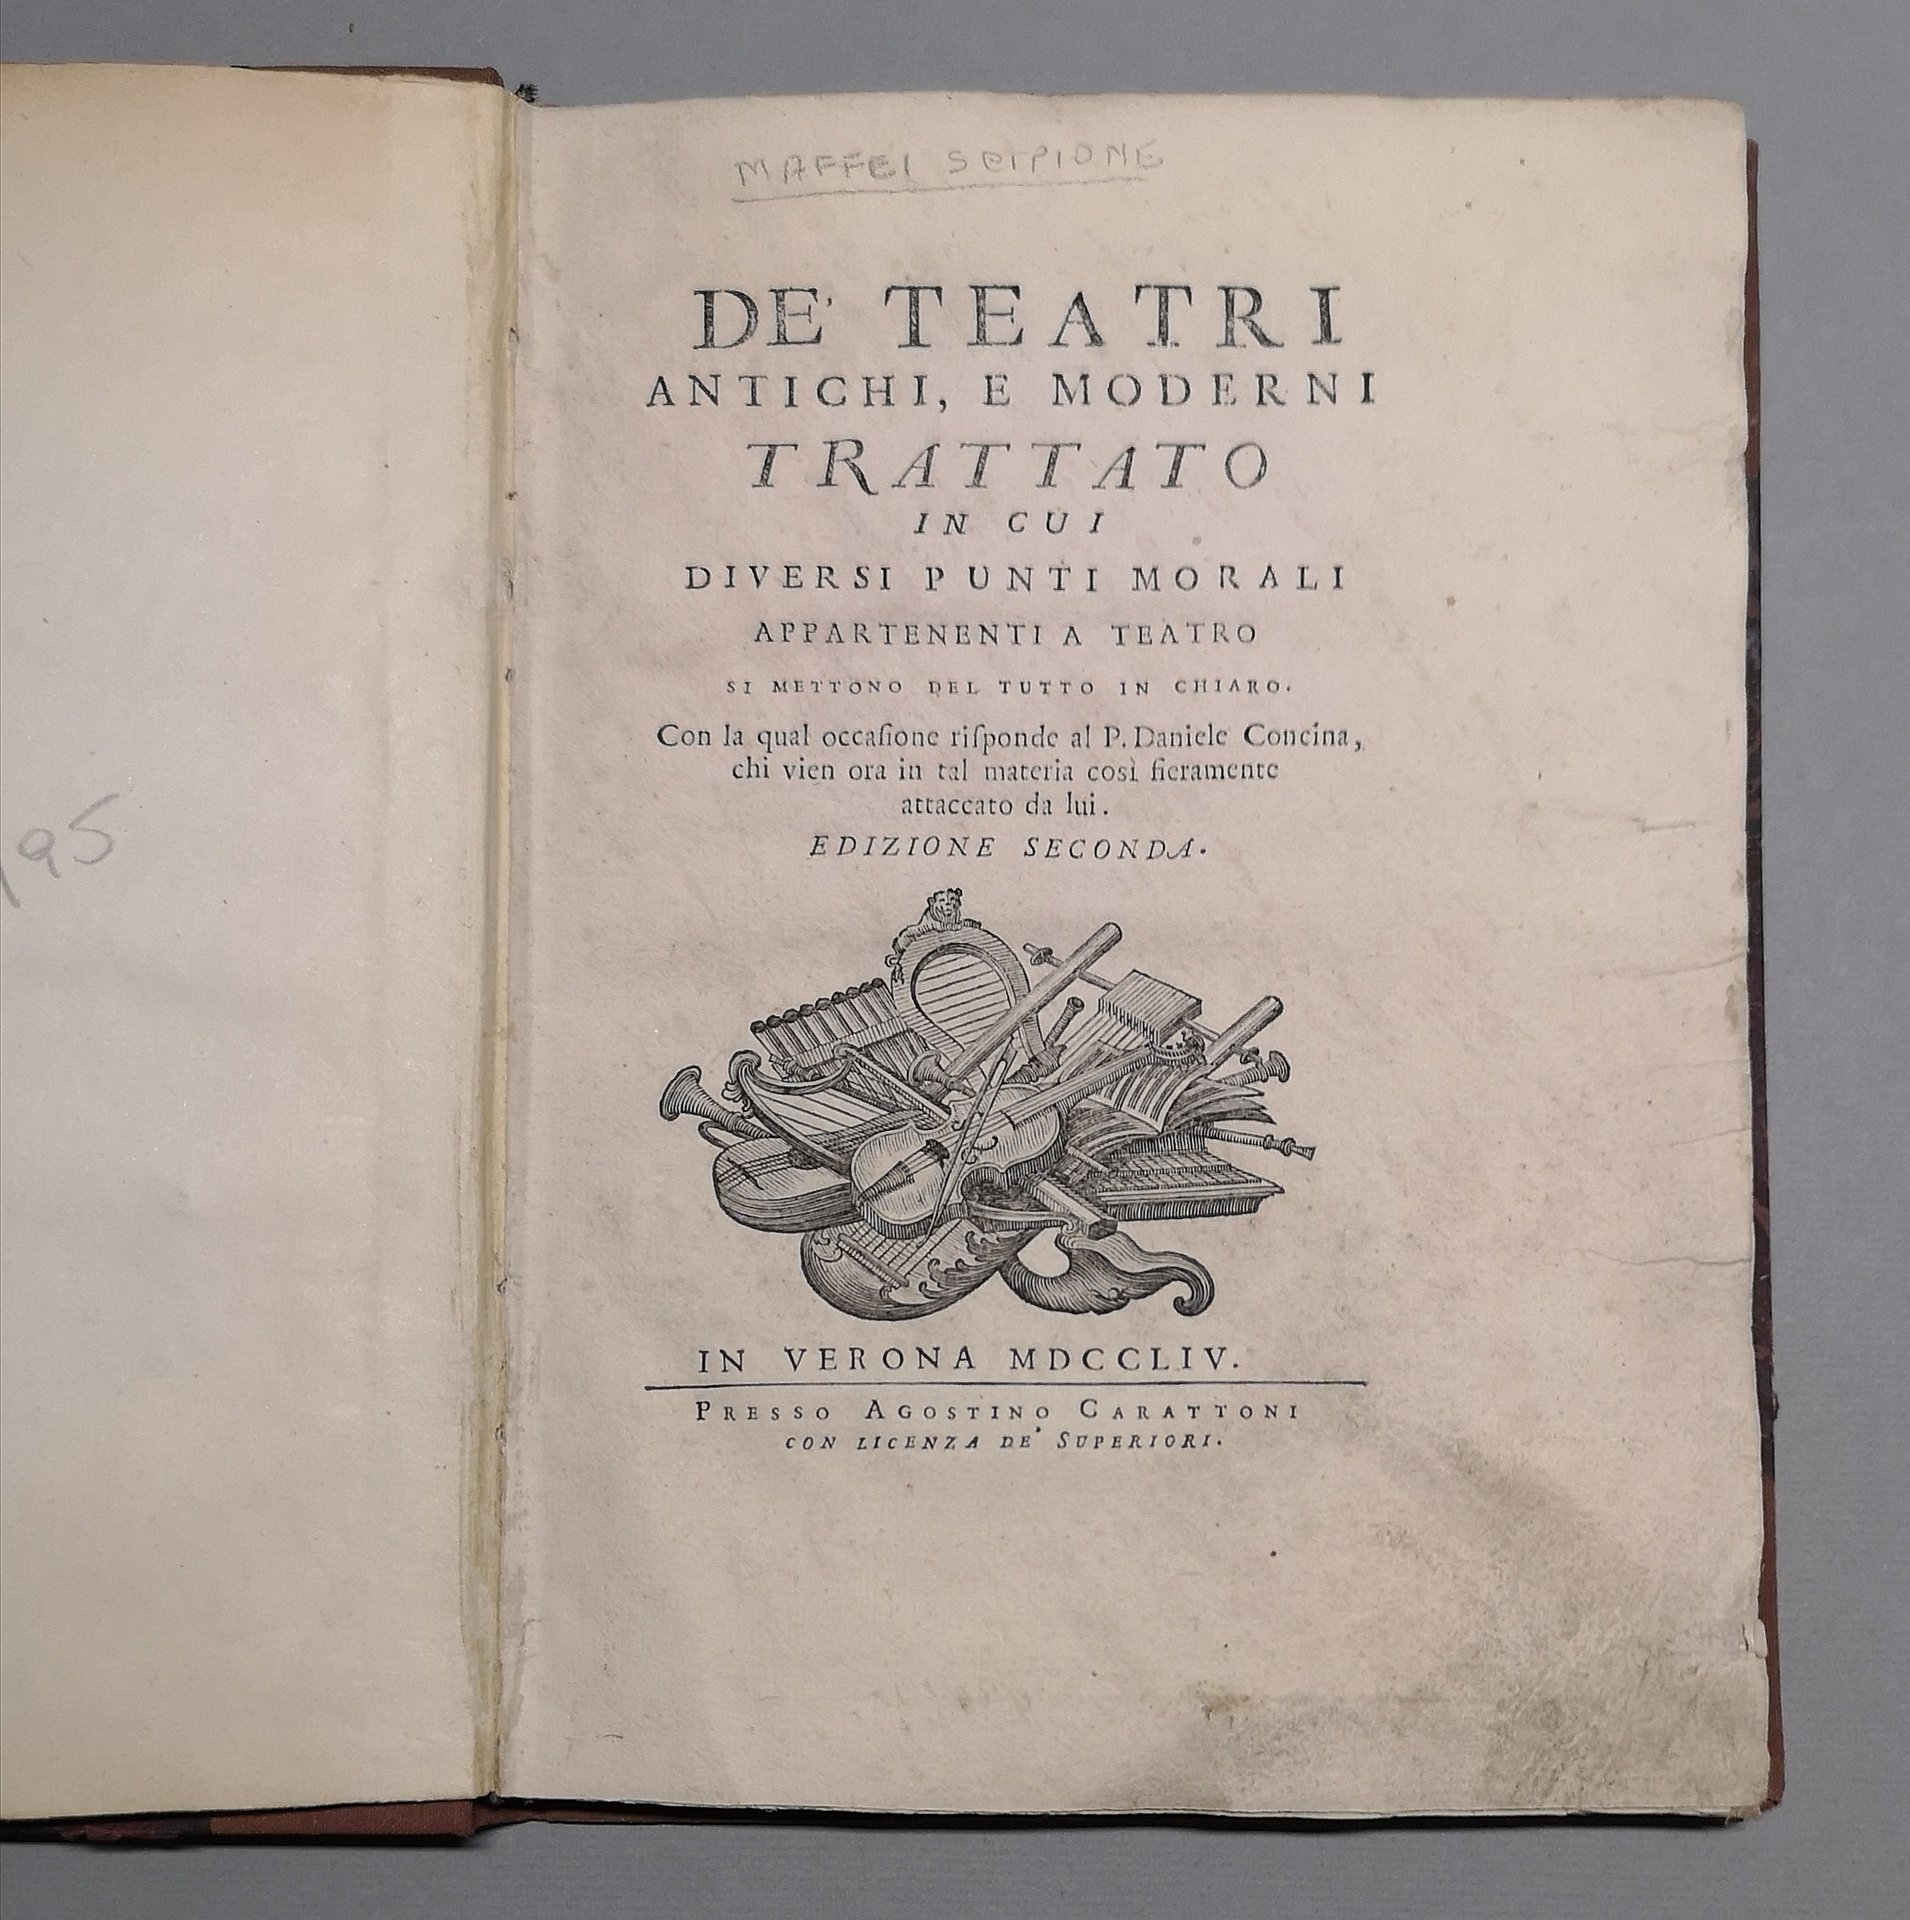 MAFFEI SCIPIONE
DE' TEATRI
ANTICHI, E MODERNI
TRATTATO
IN CUI
DIVERSI PUNTI MORALI
APPARTENENTI A TEATRO
SI METTONO DEL TUTTO IN CHIARO.
Con la qual occaſione riſponde al P. Daniele Concina,
chi vien ora in tal materia così fieramente
attaccato da lui.
EDIZIONE SECONDA.
195
IN VERONA MDCCLIV.
PRESSO AGOSTINO CARATTONI
CON LICENZA DE' SUPERIORI.